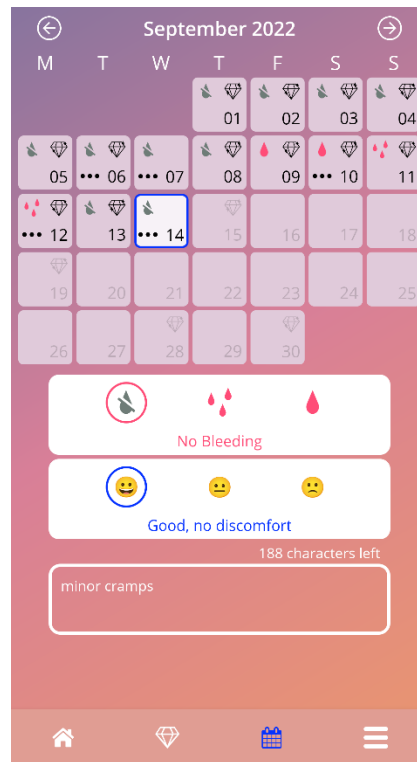 September 2022
M T W T F S S
01 02 03 04
05 ••• 06 ••• 07 08 09 ••• 10 11
••• 12 13 ••• 14 15 16 17 18
19 20 21 22 23 24 25
26 27 28 29 30
No Bleeding
Good, no discomfort
188 characters left
minor cramps